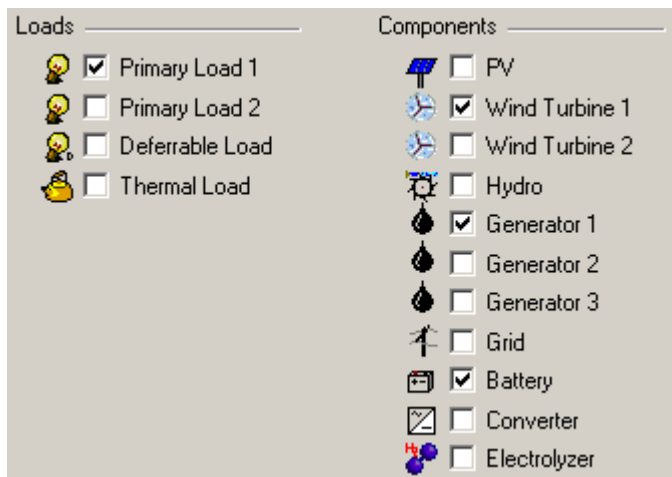 Loads
Primary Load 1
Primary Load 2
Deferrable Load
Thermal Load
Components
PV
Wind Turbine 1
Wind Turbine 2
Hydro
Generator 1
Generator 2
Generator 3
Grid
Battery
Converter
H2 Electrolyzer